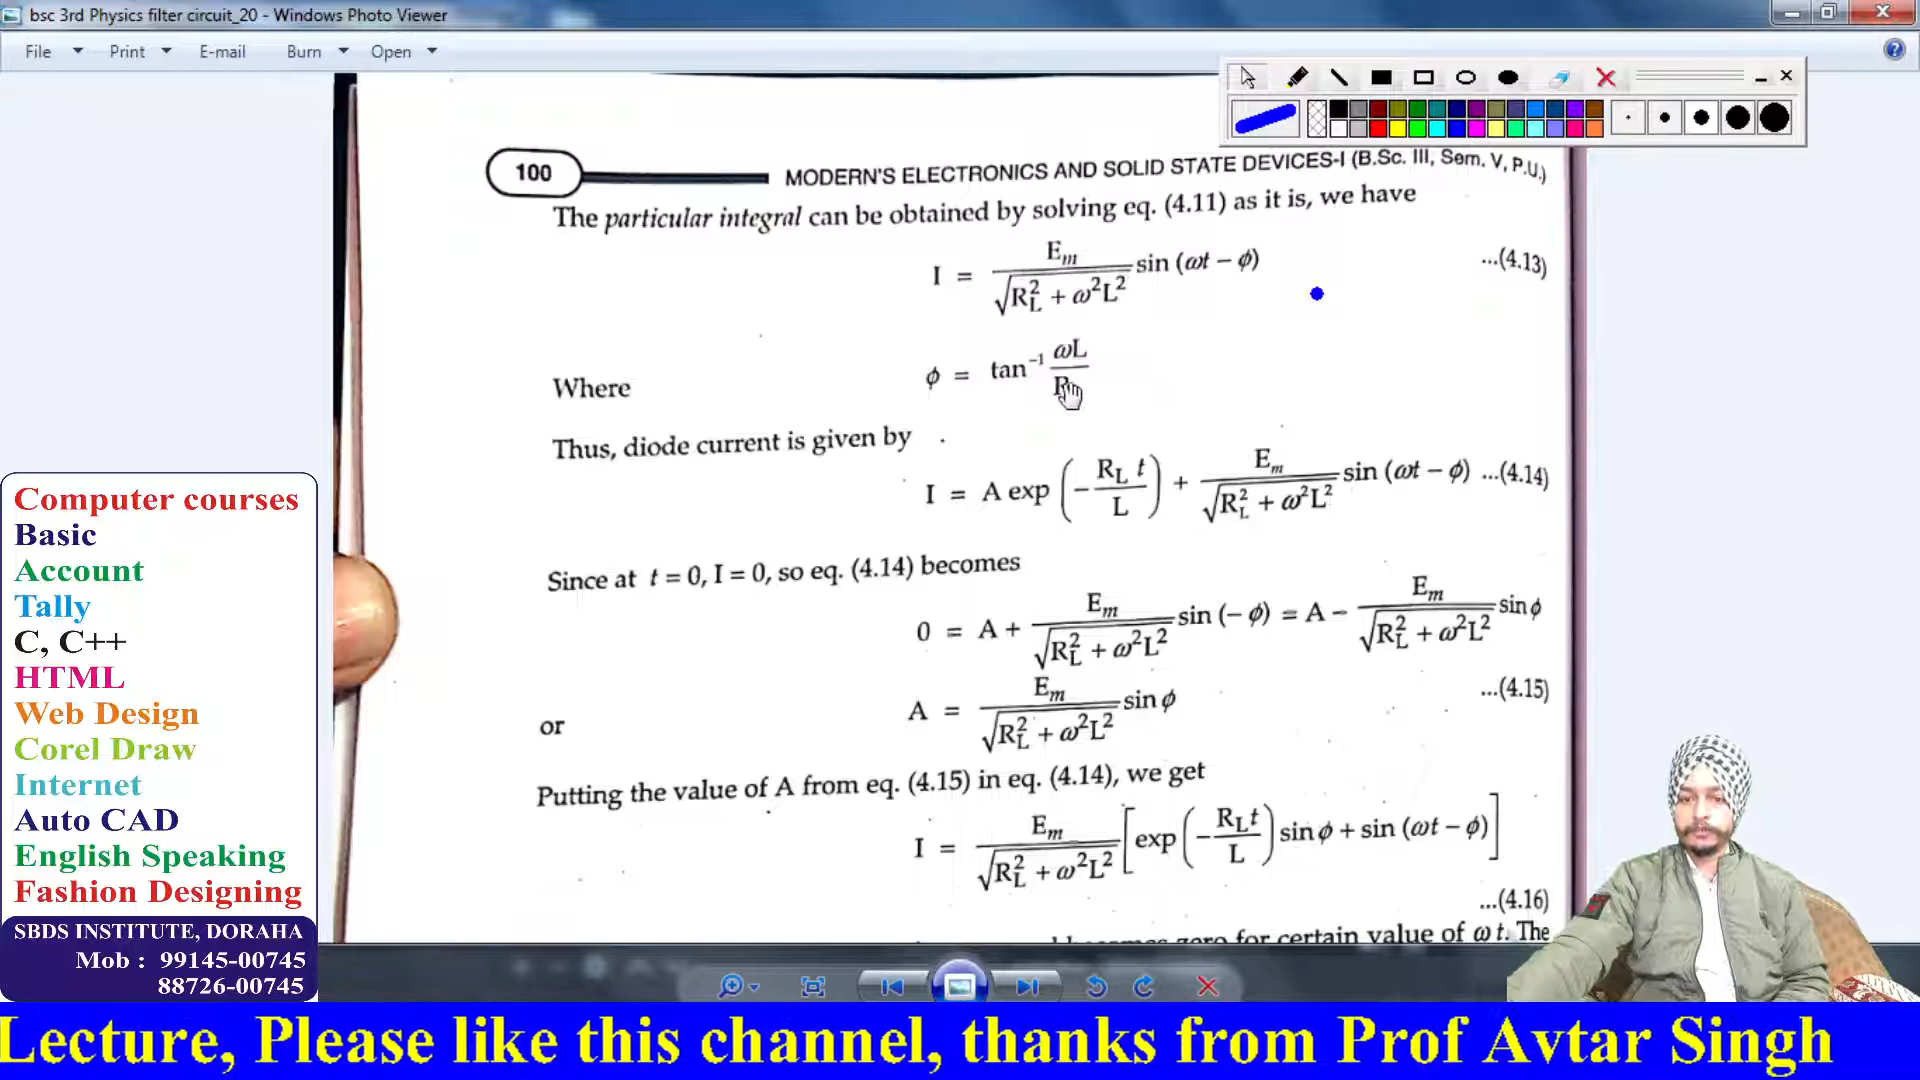 bsc 3rd Physics filter circuit_20 - Windows Photo Viewer
File Print E-mail Burn Open
100 MODERN'S ELECTRONICS AND SOLID STATE DEVICES-I (B.Sc. III, Sem. V, P.U.)
The particular integral can be obtained by solving eq. (4.11) as it is, we have
I = E_m / √(R_L² + ω²L²) sin (ωt − ϕ) ...(4.13)
Where ϕ = tan⁻¹ ωL /
Thus, diode current is given by
I = A exp (− R_L t / L) + E_m / √(R_L² + ω²L²) sin (ωt − ϕ) ...(4.14)
Since at t = 0, I = 0, so eq. (4.14) becomes
0 = A + E_m / √(R_L² + ω²L²) sin (− ϕ) = A − E_m / √(R_L² + ω²L²) sin ϕ
or A = E_m / √(R_L² + ω²L²) sin ϕ ...(4.15)
Putting the value of A from eq. (4.15) in eq. (4.14), we get
I = E_m / √(R_L² + ω²L²) [exp (− R_L t / L) sin ϕ + sin (ωt − ϕ)]
...(4.16)
zero for certain value of ω t. The
Computer courses
Basic
Account
Tally
C, C++
HTML
Web Design
Corel Draw
Internet
Auto CAD
English Speaking
Fashion Designing
SBDS INSTITUTE, DORAHA
Mob : 99145-00745
88726-00745
Lecture, Please like this channel, thanks from Prof Avtar Singh